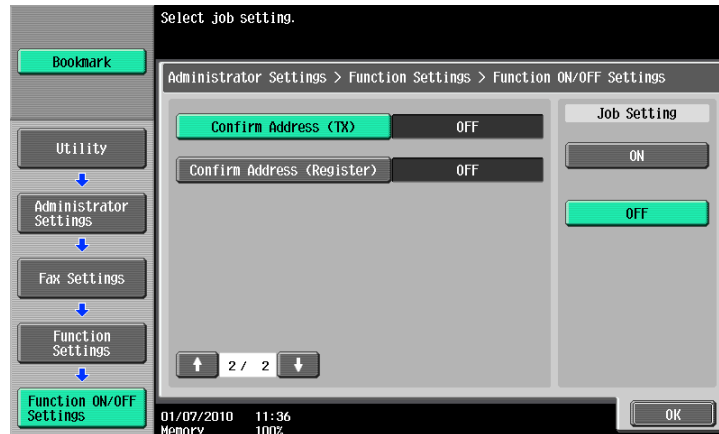 Select job setting.
Bookmark
Administrator Settings > Function Settings > Function ON/OFF Settings
Utility
Administrator
Settings
Fax Settings
Function
Settings
Function ON/OFF
Settings
Confirm Address (TX) OFF
Confirm Address (Register) OFF
2/ 2
Job Setting
ON
OFF
01/07/2010 11:36
Memory 100%
OK